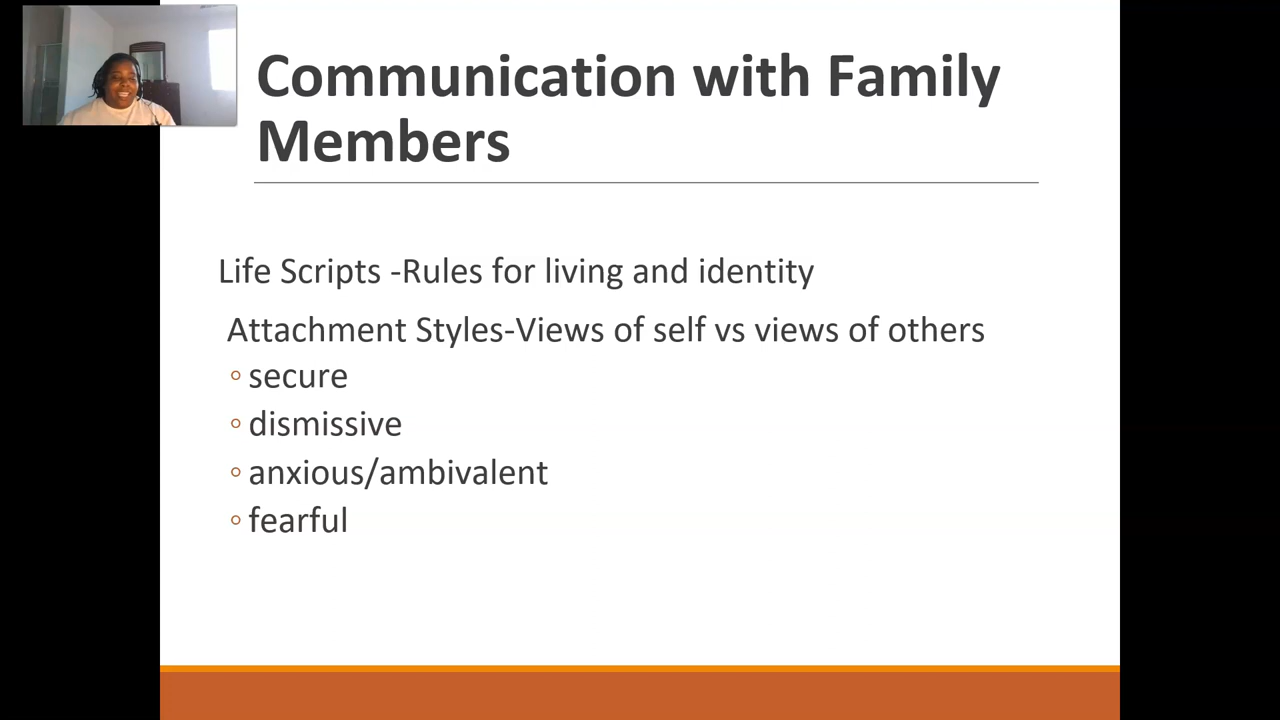 Communication with Family
Members
Life Scripts -Rules for living and identity
Attachment Styles-Views of self vs views of others
◦ secure
◦ dismissive
◦ anxious/ambivalent
◦ fearful